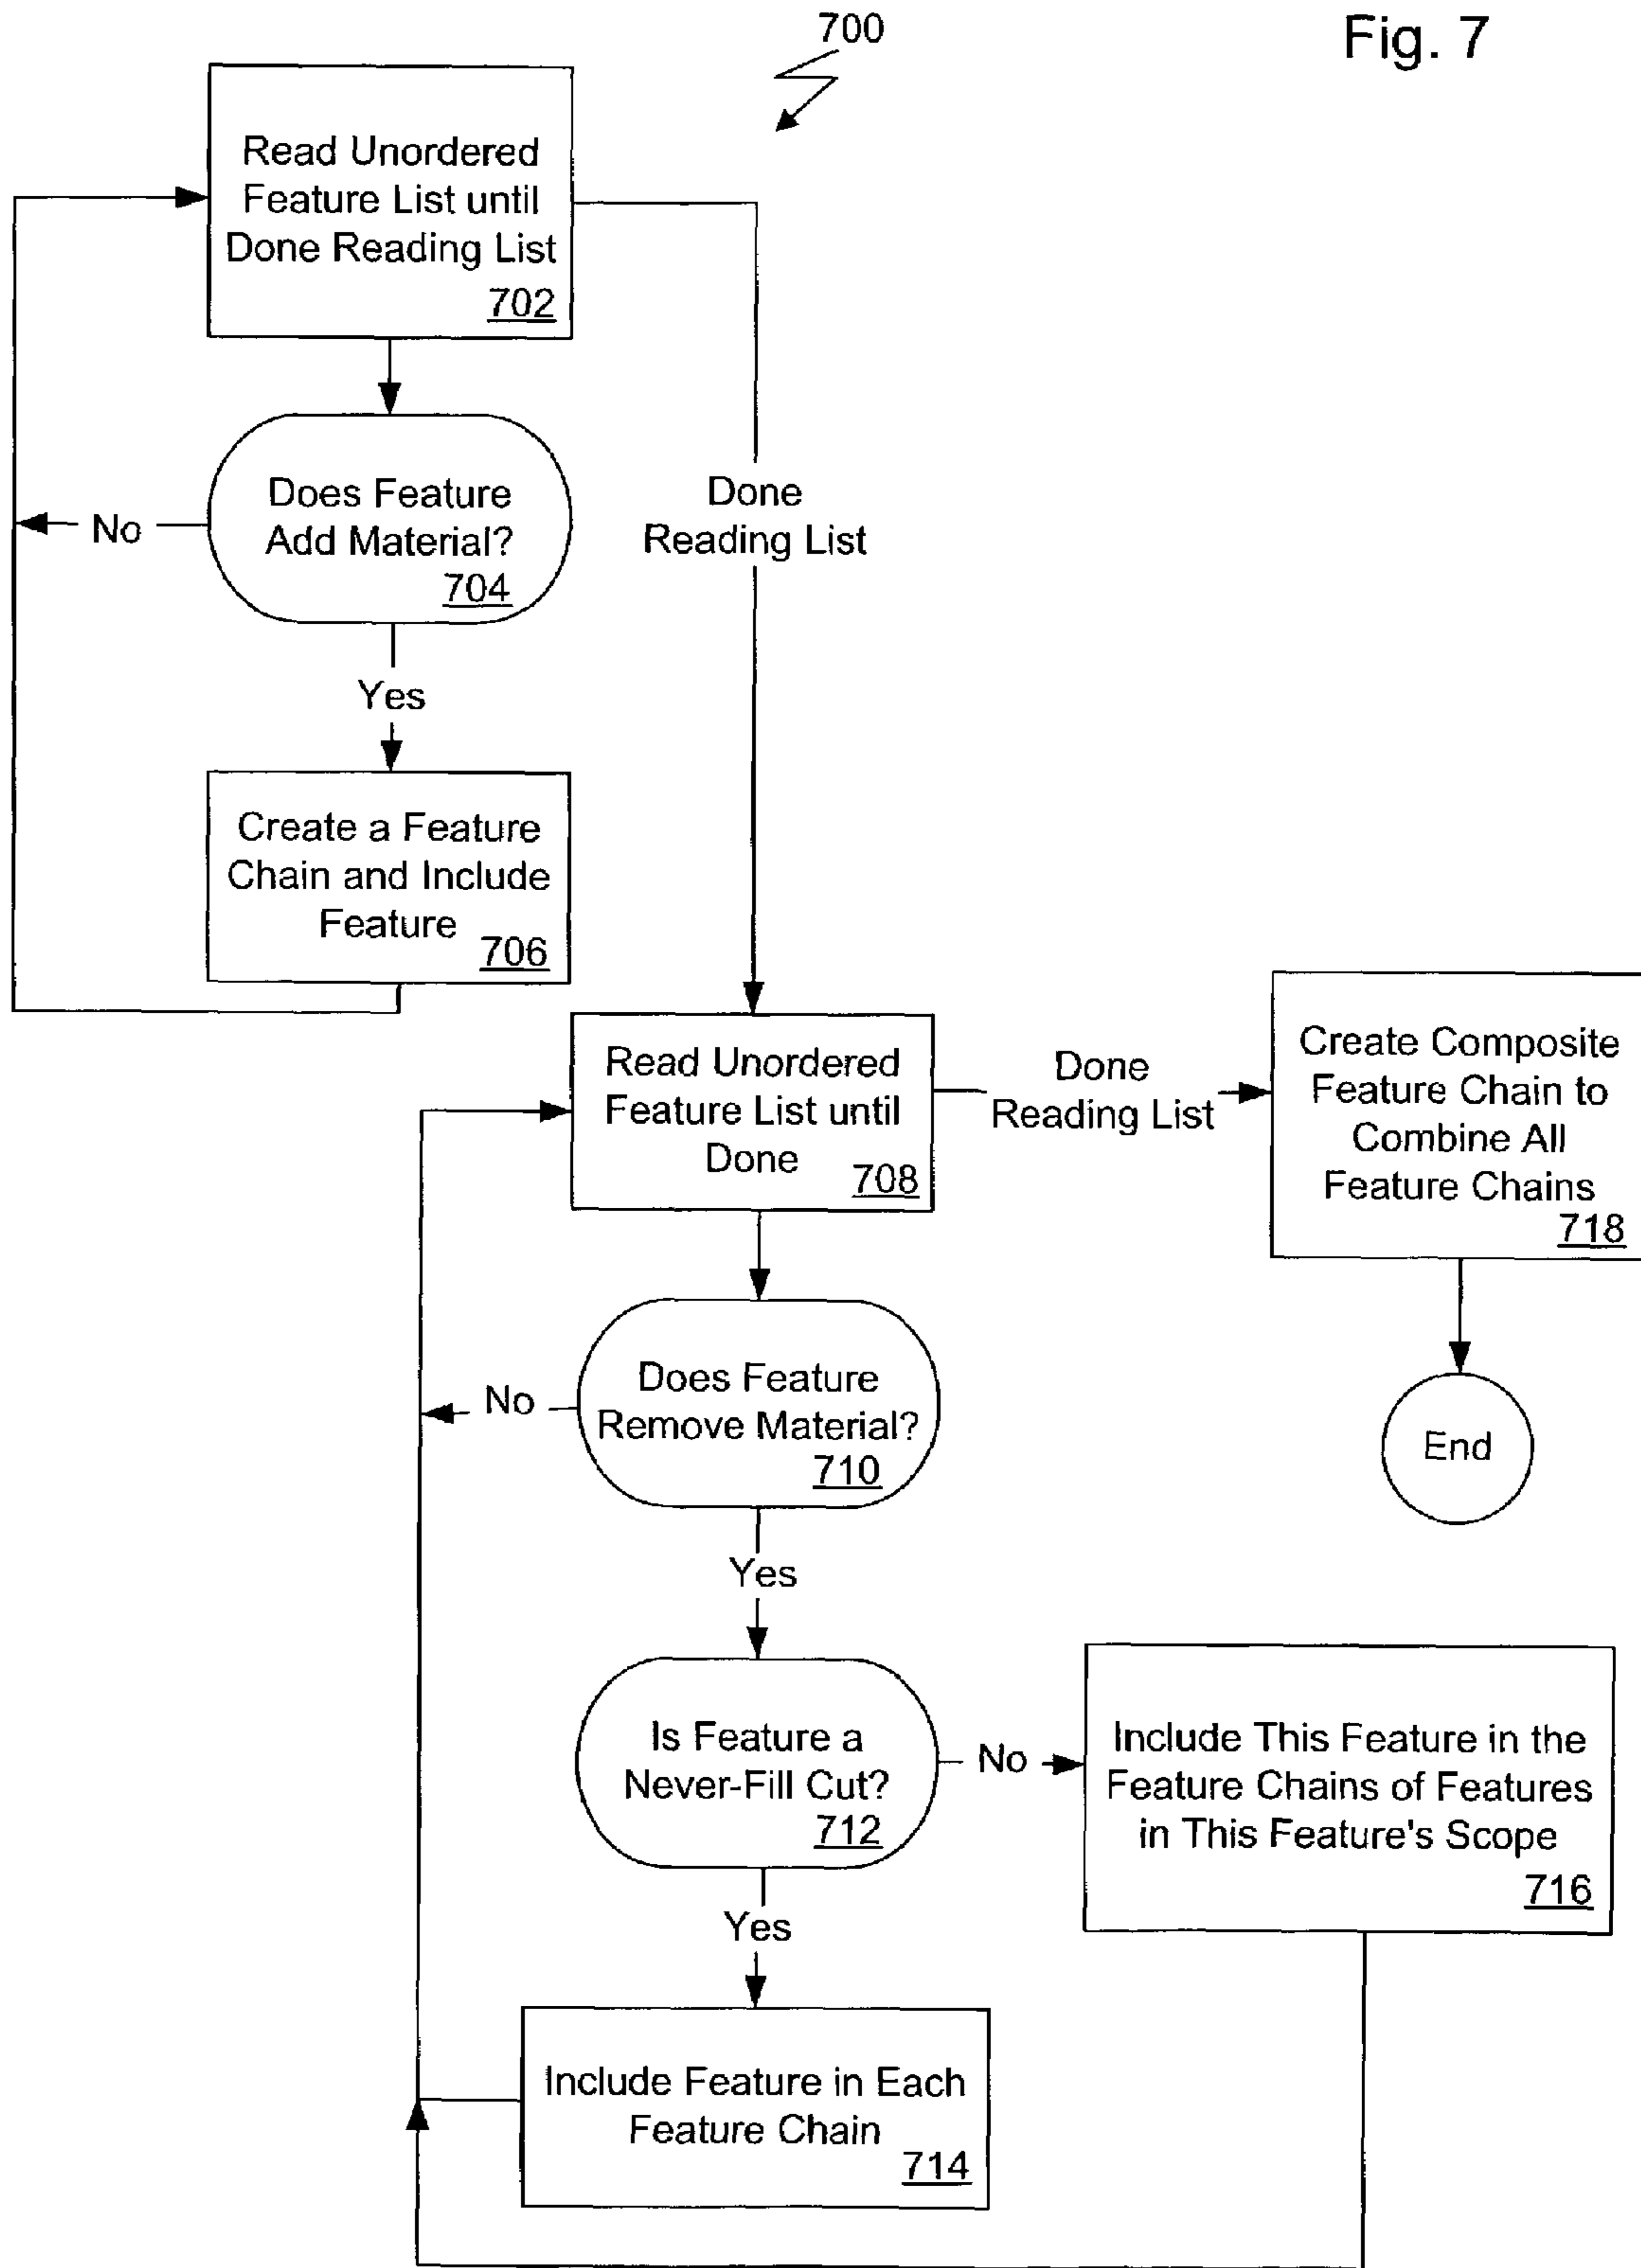 700
Fig. 7
Read Unordered
Feature List until
Done Reading List
702
Does Feature
Add Material?
704
No
Done
Reading List
Yes
Create a Feature
Chain and Include
Feature
706
Read Unordered
Feature List until
Done
708
Done
Reading List
Create Composite
Feature Chain to
Combine All
Feature Chains
718
Does Feature
Remove Material?
710
No
End
Yes
Is Feature a
Never-Fill Cut?
712
No
Include This Feature in the
Feature Chains of Features
in This Feature's Scope
716
Yes
Include Feature in Each
Feature Chain
714